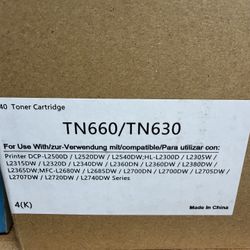 40 Toner Cartridge
TN660/TN630
For Use With/zur-Verwendung mit/compatible/Para utilizar con:
Printer DCP-L2500D / L2520DW / L2540DW;HL-L2300D / L2305W /
L2315DW / L2320D / L2340DW / L2360DN / L2360DW / L2380DW /
L2365DW;MFC-L2680W / L2685DW / L2700DN / L2700DW / L2705DW /
L2707DW / L2720DW / L2740DW Series
4(K)
Made In China